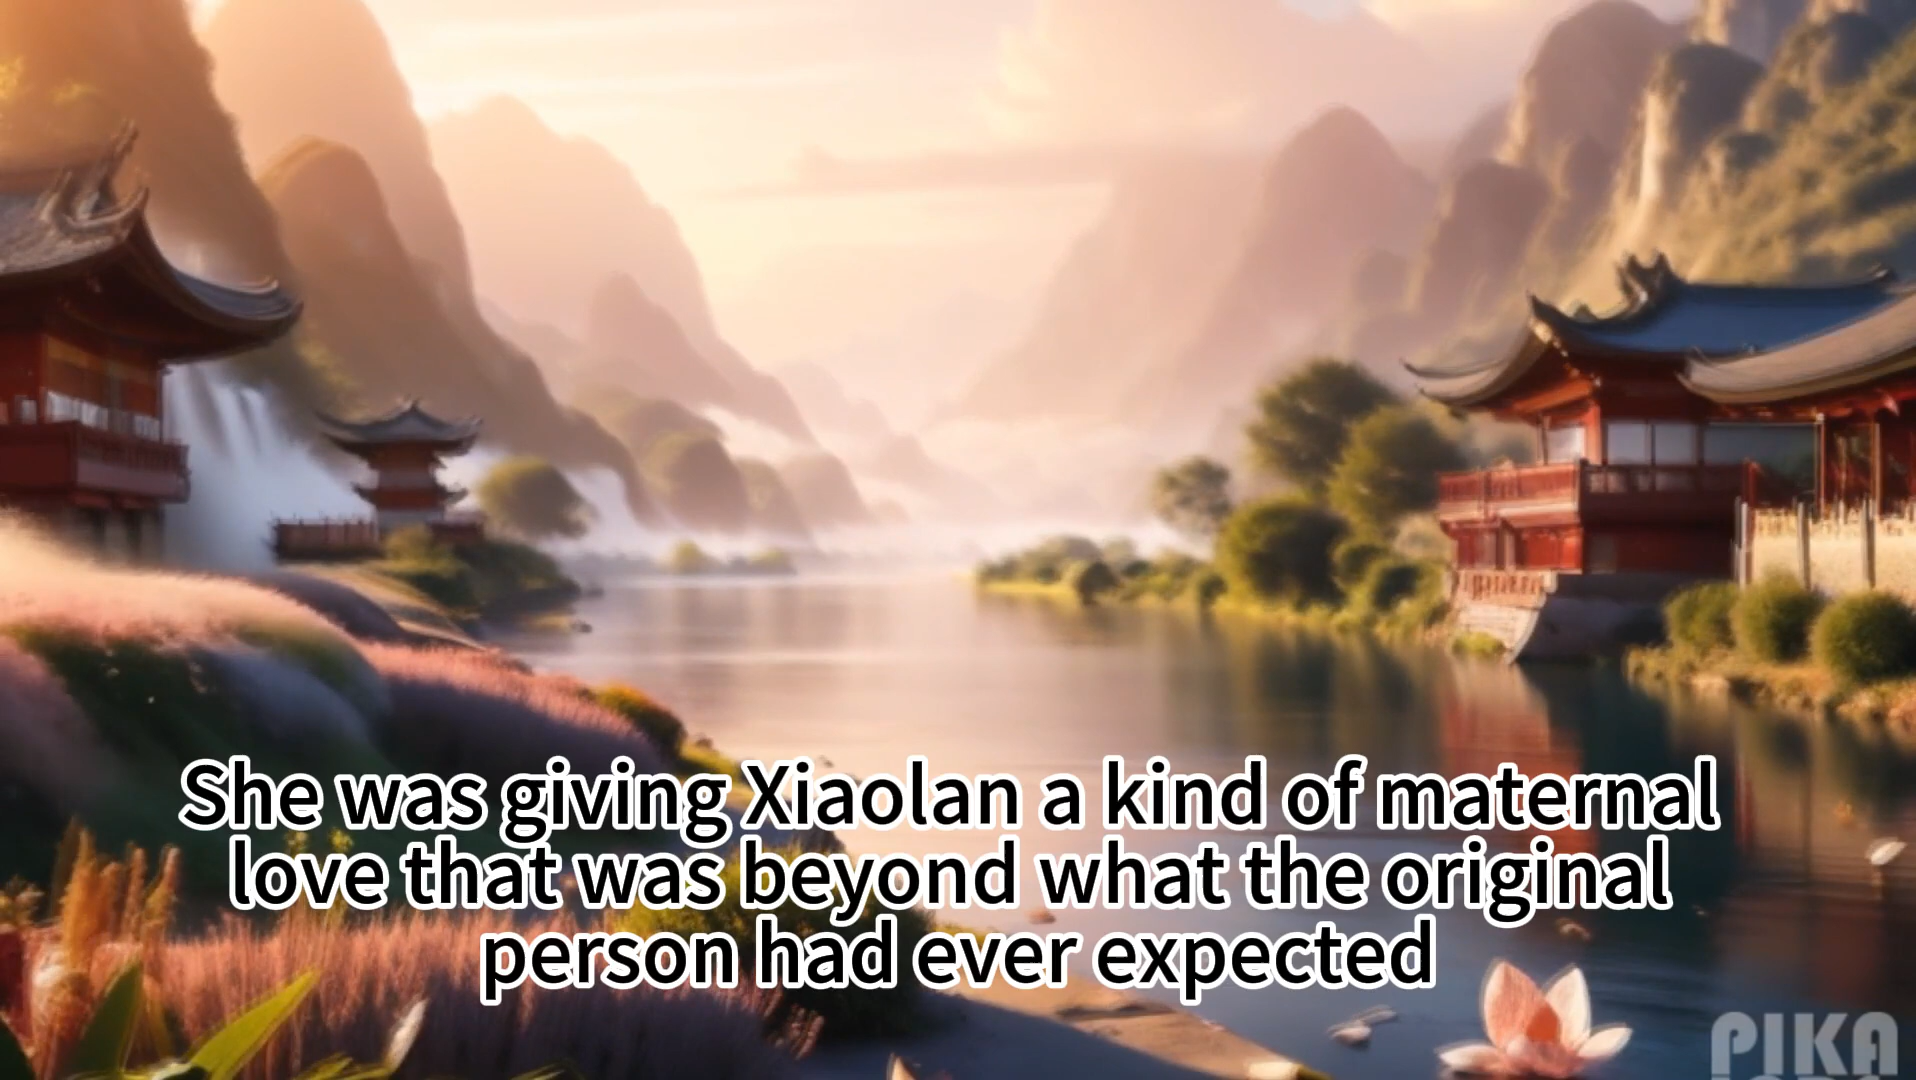 She was giving Xiaolan a kind of maternal
love that was beyond what the original
person had ever expected
PIKA